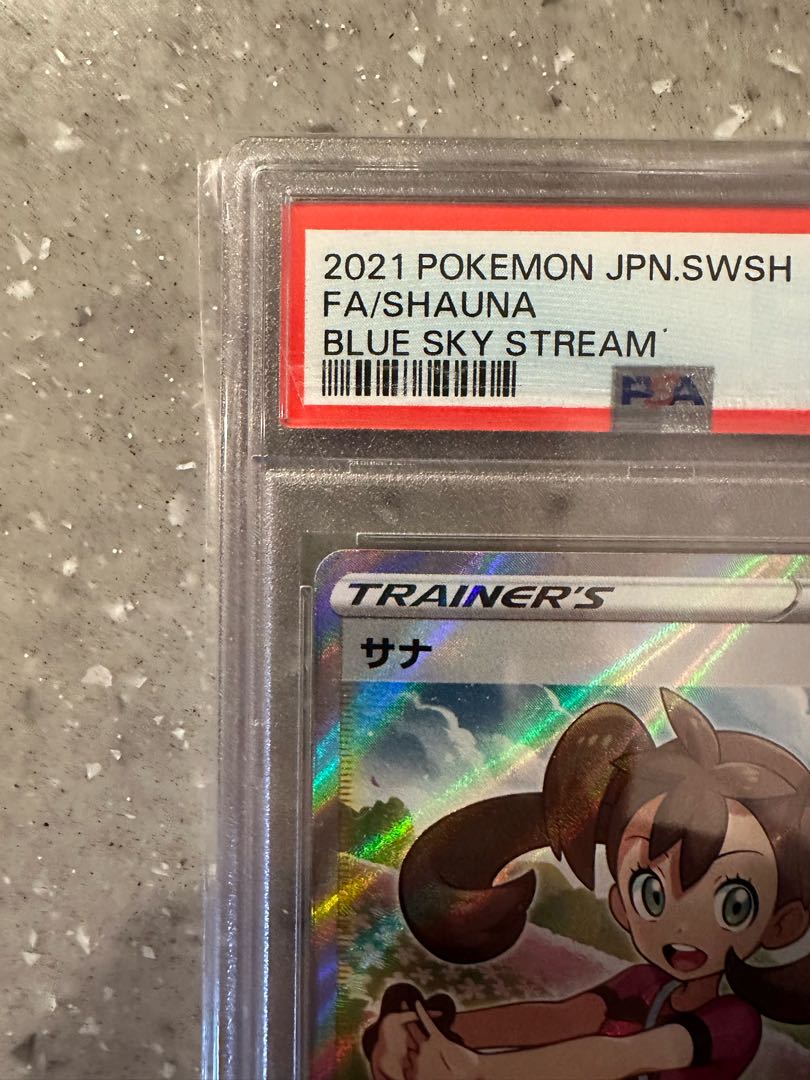 2021 POKEMON JPN.SWSH
FA/SHAUNA
BLUE SKY STREAM
PSA
TRAINER'S
サナ